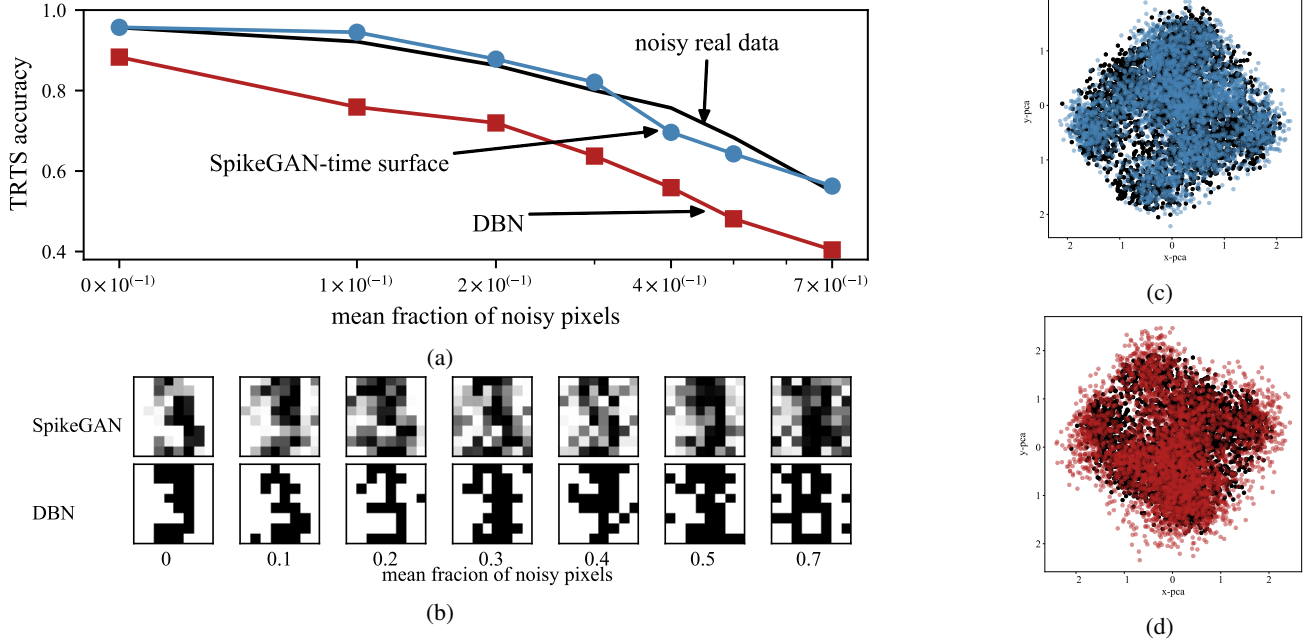 1.0
0.8
0.6
0.4
TRTS accuracy
noisy real data
SpikeGAN-time surface
DBN
0×10^(-1)
1×10^(-1)
2×10^(-1)
4×10^(-1)
7×10^(-1)
mean fraction of noisy pixels
(a)
SpikeGAN
DBN
0 0.1 0.2 0.3 0.4 0.5 0.7
mean fracion of noisy pixels
(b)
1
0
1
2
y-pca
2 1 0 1 2
x-pca
(c)
2
1
0
1
2
y-pca
2 1 0 1 2
x-pca
(d)